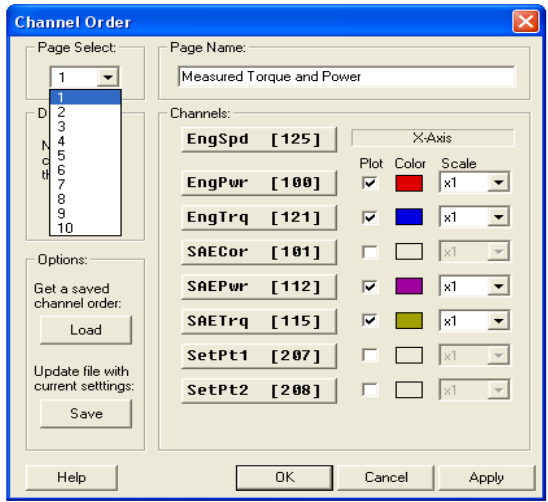 Channel Order
Page Select:
1
1
2
3
4
5
6
7
8
9
10
Page Name:
Measured Torque and Power
Channels:
EngSpd [125]
X-Axis
Plot Color Scale
EngPwr [100] x1
EngTrq [121] x1
SAECor [101] x1
SAEPwr [112] x1
SAETrq [115] x1
SetPt1 [207] x1
SetPt2 [208] x1
Options:
Get a saved
channel order:
Load
Update file with
current setttings:
Save
Help
OK
Cancel
Apply